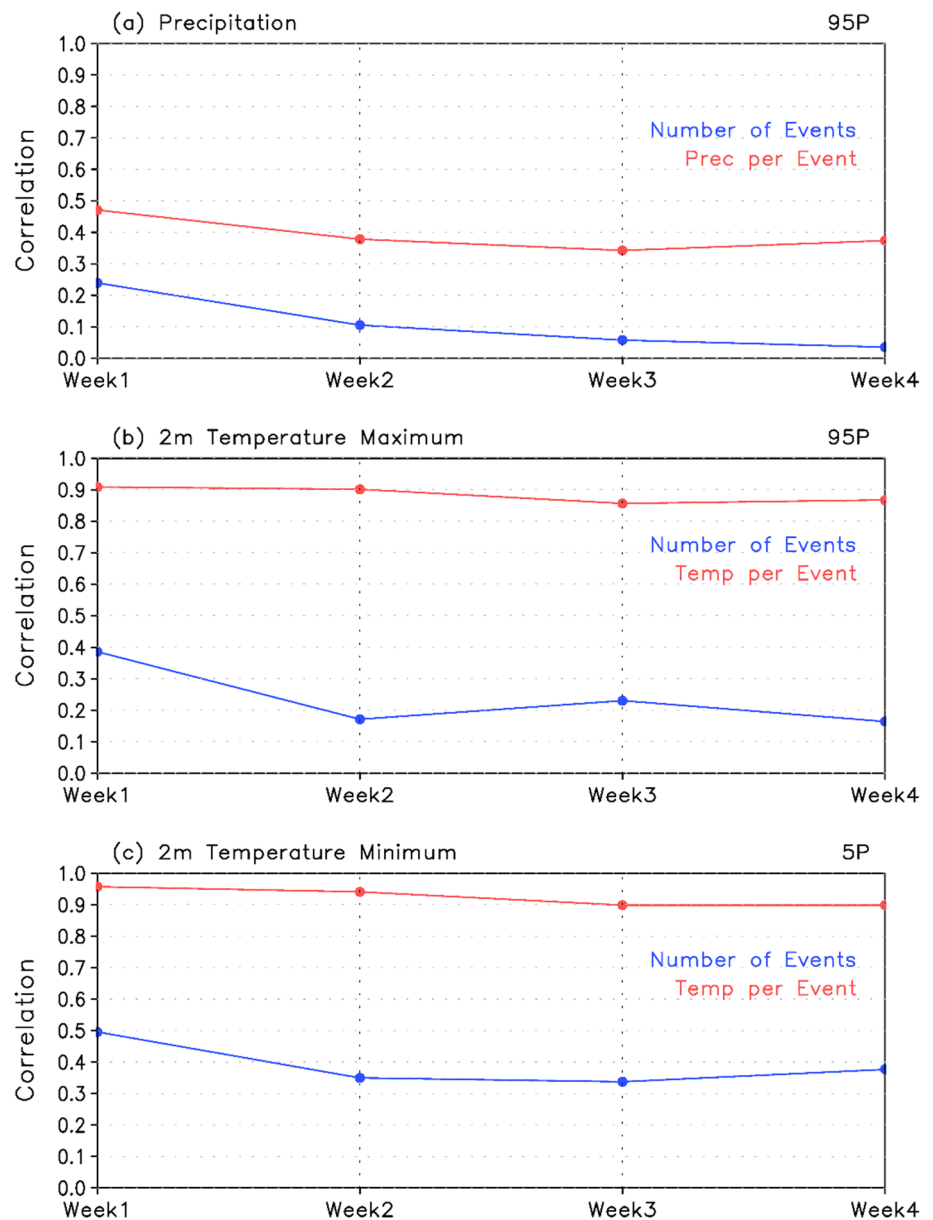 (a) Precipitation 95P
1.0
0.9
0.8
0.7
0.6
0.5
0.4
0.3
0.2
0.1
0.0
Correlation
Number of Events
Prec per Event
Week1 Week2 Week3 Week4
(b) 2m Temperature Maximum 95P
1.0
0.9
0.8
0.7
0.6
0.5
0.4
0.3
0.2
0.1
0.0
Correlation
Number of Events
Temp per Event
Week1 Week2 Week3 Week4
(c) 2m Temperature Minimum 5P
1.0
0.9
0.8
0.7
0.6
0.5
0.4
0.3
0.2
0.1
0.0
Correlation
Number of Events
Temp per Event
Week1 Week2 Week3 Week4